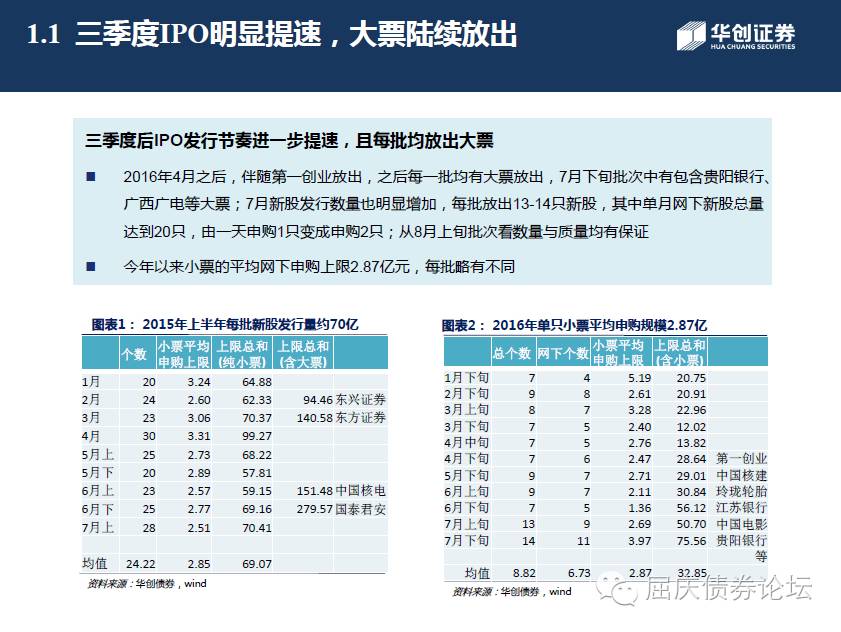 1.1 三季度IPO明显提速，大票陆续放出
华创证券
HUA CHUANG SECURITIES
三季度后IPO发行节奏进一步提速，且每批均放出大票
■ 2016年4月之后，伴随第一创业放出，之后每一批均有大票放出，7月下旬批次中有包含贵阳银行、
广西广电等大票；7月新股发行数量也明显增加，每批放出13-14只新股，其中单月网下新股总量
达到20只，由一天申购1只变成申购2只；从8月上旬批次看数量与质量均有保证
■ 今年以来小票的平均网下申购上限2.87亿元，每批略有不同
图表1： 2015年上半年每批新股发行量约70亿
个数 小票平均申购上限 上限总和(纯小票) 上限总和(含大票)
1月 20 3.24 64.88
2月 24 2.60 62.33 94.46 东兴证券
3月 23 3.06 70.37 140.58 东方证券
4月 30 3.31 99.27
5月上 25 2.73 68.22
5月下 20 2.89 57.81
6月上 23 2.57 59.15 151.48 中国核电
6月下 25 2.77 69.16 279.57 国泰君安
7月上 28 2.51 70.41
均值 24.22 2.85 69.07
资料来源：华创债券，wind
图表2： 2016年单只小票平均申购规模2.87亿
总个数 网下个数 小票平均申购上限 上限总和(含小票)
1月下旬 7 4 5.19 20.75
2月下旬 9 8 2.61 20.91
3月上旬 8 7 3.28 22.96
3月下旬 7 5 2.40 12.02
4月中旬 7 5 2.76 13.82
4月下旬 7 6 2.47 28.64 第一创业
5月下旬 9 7 2.71 29.01 中国核建
6月上旬 9 7 2.11 30.84 玲珑轮胎
6月下旬 7 5 1.36 56.12 江苏银行
7月上旬 13 9 2.69 50.70 中国电影
7月下旬 14 11 3.97 75.56 贵阳银行
等
均值 8.82 6.73 2.87 32.85
资料来源：华创债券，wind
屈庆债券论坛